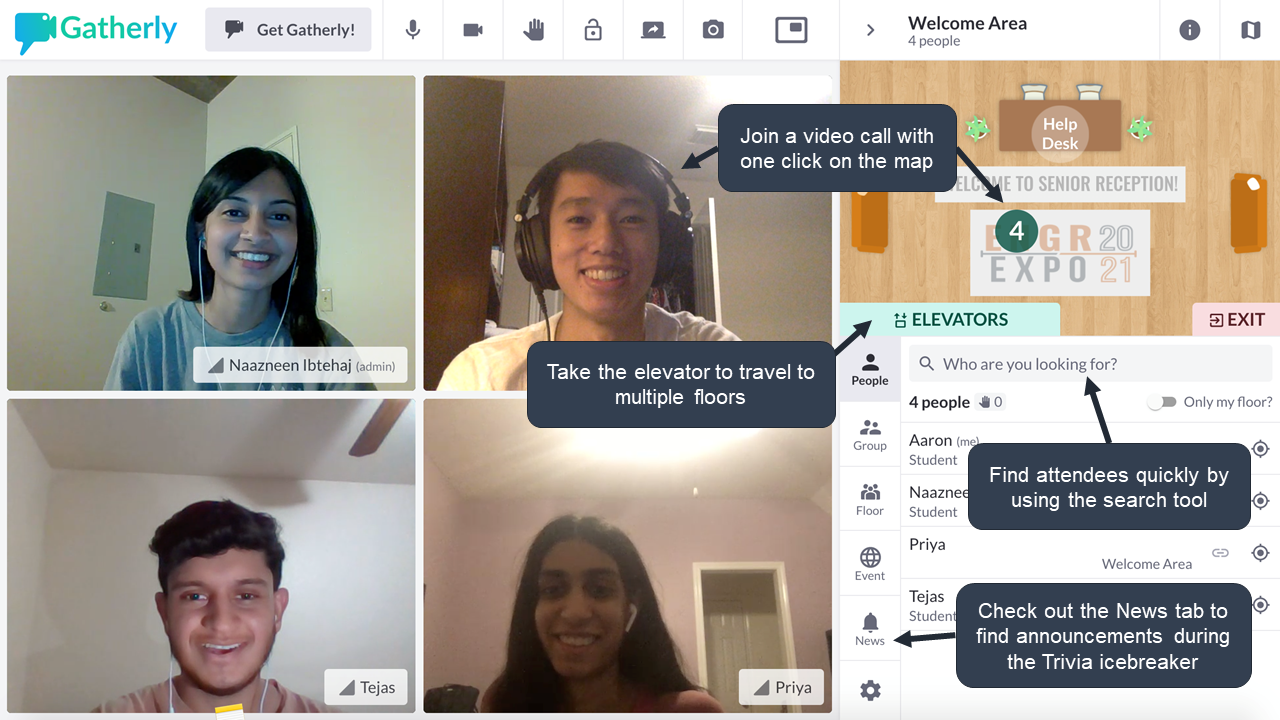 Gatherly
Get Gatherly!
Welcome Area
4 people
Naazneen Ibtehaj (admin)
Tejas
Priya
Join a video call with
one click on the map
Help
Desk
WELCOME TO SENIOR RECEPTION!
4
GR 20
EXPO 21
ELEVATORS
EXIT
Take the elevator to travel to
multiple floors
People
Group
Floor
Event
News
Who are you looking for?
4 people 0
Only my floor?
Aaron (me)
Student
Naaznee
Student
Priya
Welcome Area
Tejas
Student
Find attendees quickly by
using the search tool
Check out the News tab to
find announcements during
the Trivia icebreaker